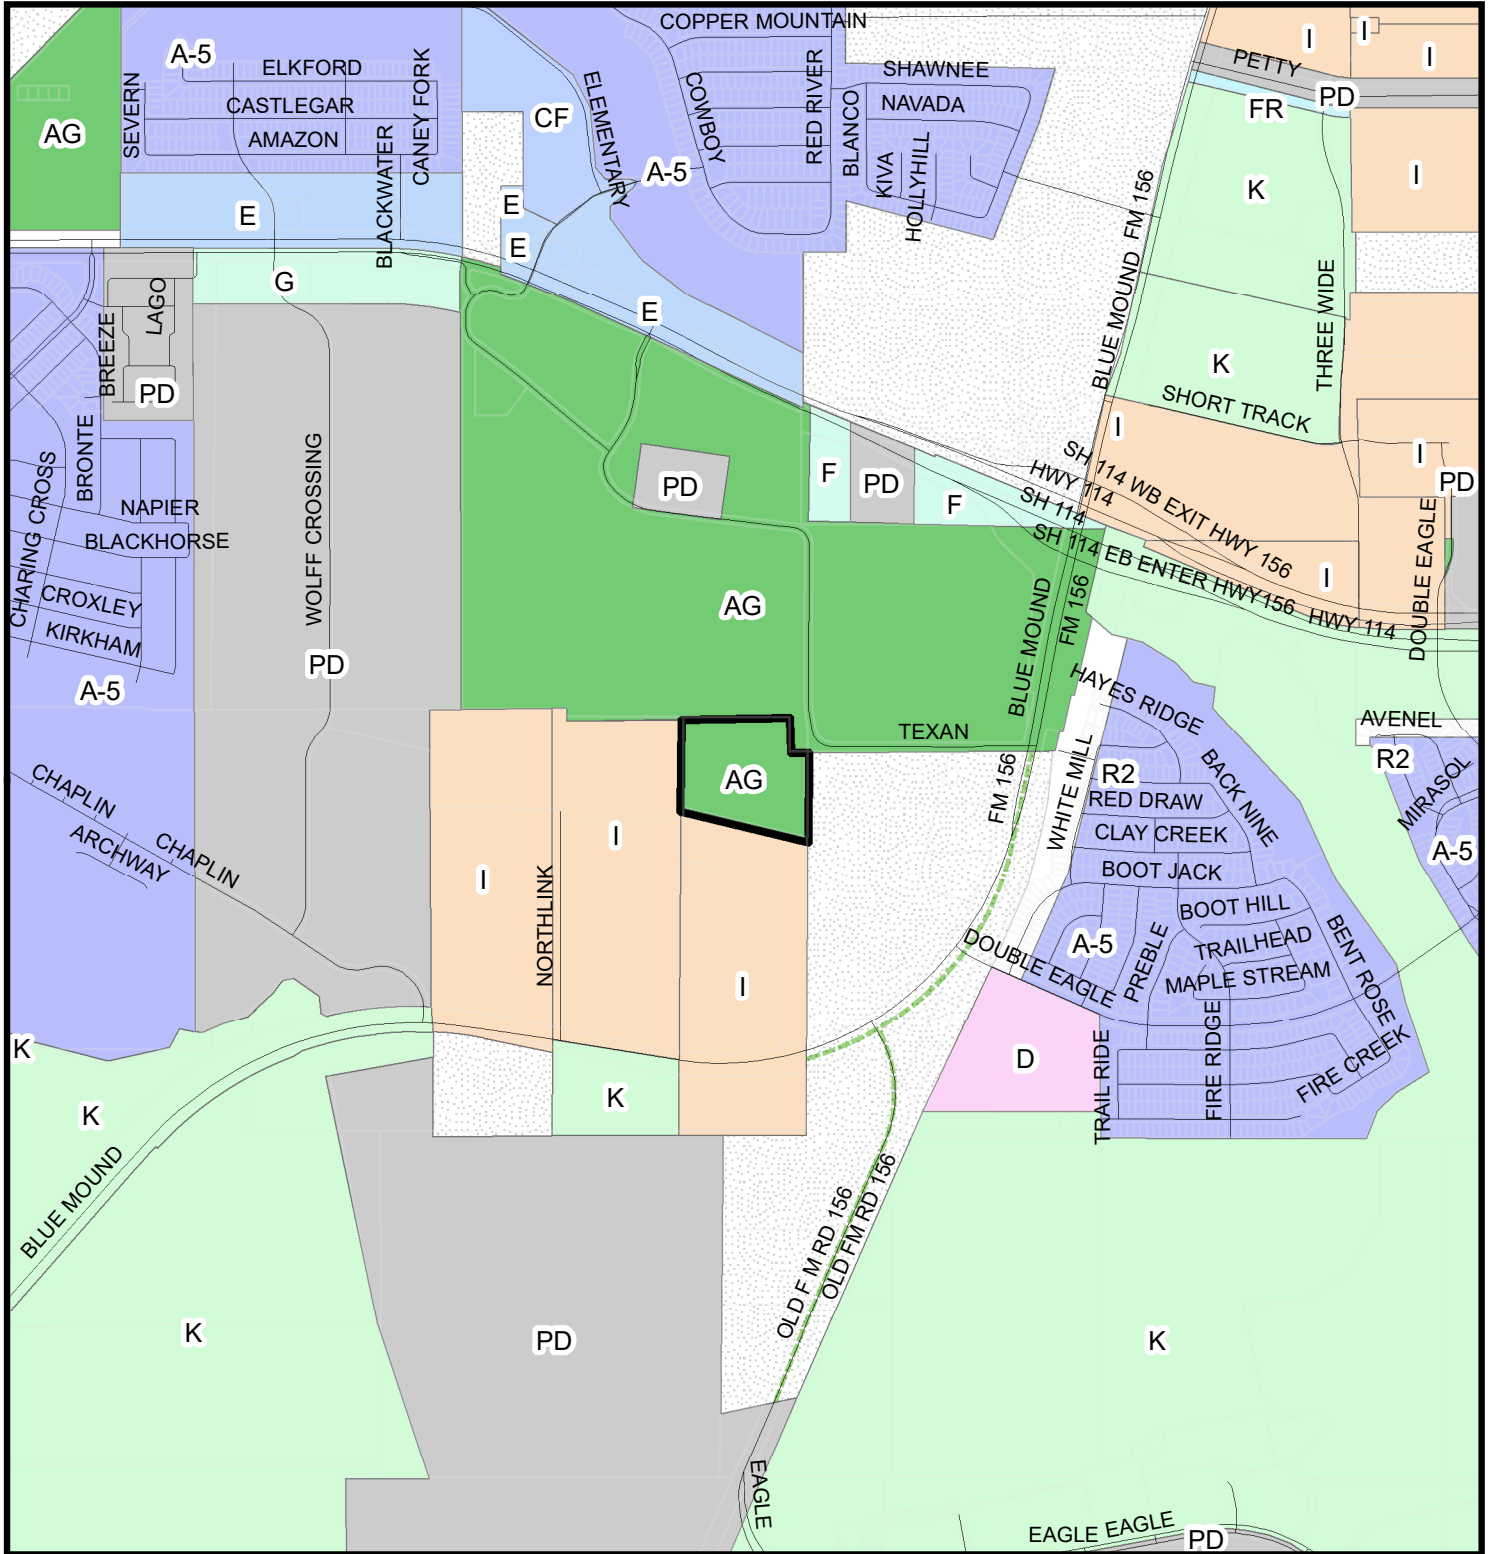 COPPER MOUNTAIN
A-5
ELKFORD
SEVERN
CASTLEGAR
AMAZON
CANEY FORK
BLACKWATER
AG
CF
ELEMENTARY
COWBOY
RED RIVER
A-5
SHAWNEE
NAVADA
BLANCO
KIVA
HOLLYHILL
I
I
I
PETTY
PD
FR
K
I
BLUE MOUND FM 156
E
E
E
G
E
LAGO
BREEZE
PD
THREE WIDE
K
SHORT TRACK
I
I
PD
BRONTE
CHARING CROSS
NAPIER
BLACKHORSE
CROXLEY
KIRKHAM
A-5
WOLFF CROSSING
PD
PD
F
PD
F
SH 114 WB EXIT HWY 156
HWY 114
SH 114
SH 114 EB ENTER HWY156
HWY 114
I
DOUBLE EAGLE
AG
BLUE MOUND
FM 156
TEXAN
HAYES RIDGE
AVENEL
R2
MIRASOL
A-5
AG
FM 156
WHITE MILL
R2
BACK NINE
RED DRAW
CLAY CREEK
BOOT JACK
BOOT HILL
TRAILHEAD
MAPLE STREAM
BENT ROSE
A-5
PREBLE
DOUBLE EAGLE
FIRE RIDGE
FIRE CREEK
TRAIL RIDE
CHAPLIN
CHAPLIN
ARCHWAY
I
I
NORTHLINK
I
D
K
K
K
BLUE MOUND
OLD F M RD 156
OLD FM RD 156
K
PD
K
EAGLE
EAGLE EAGLE
PD